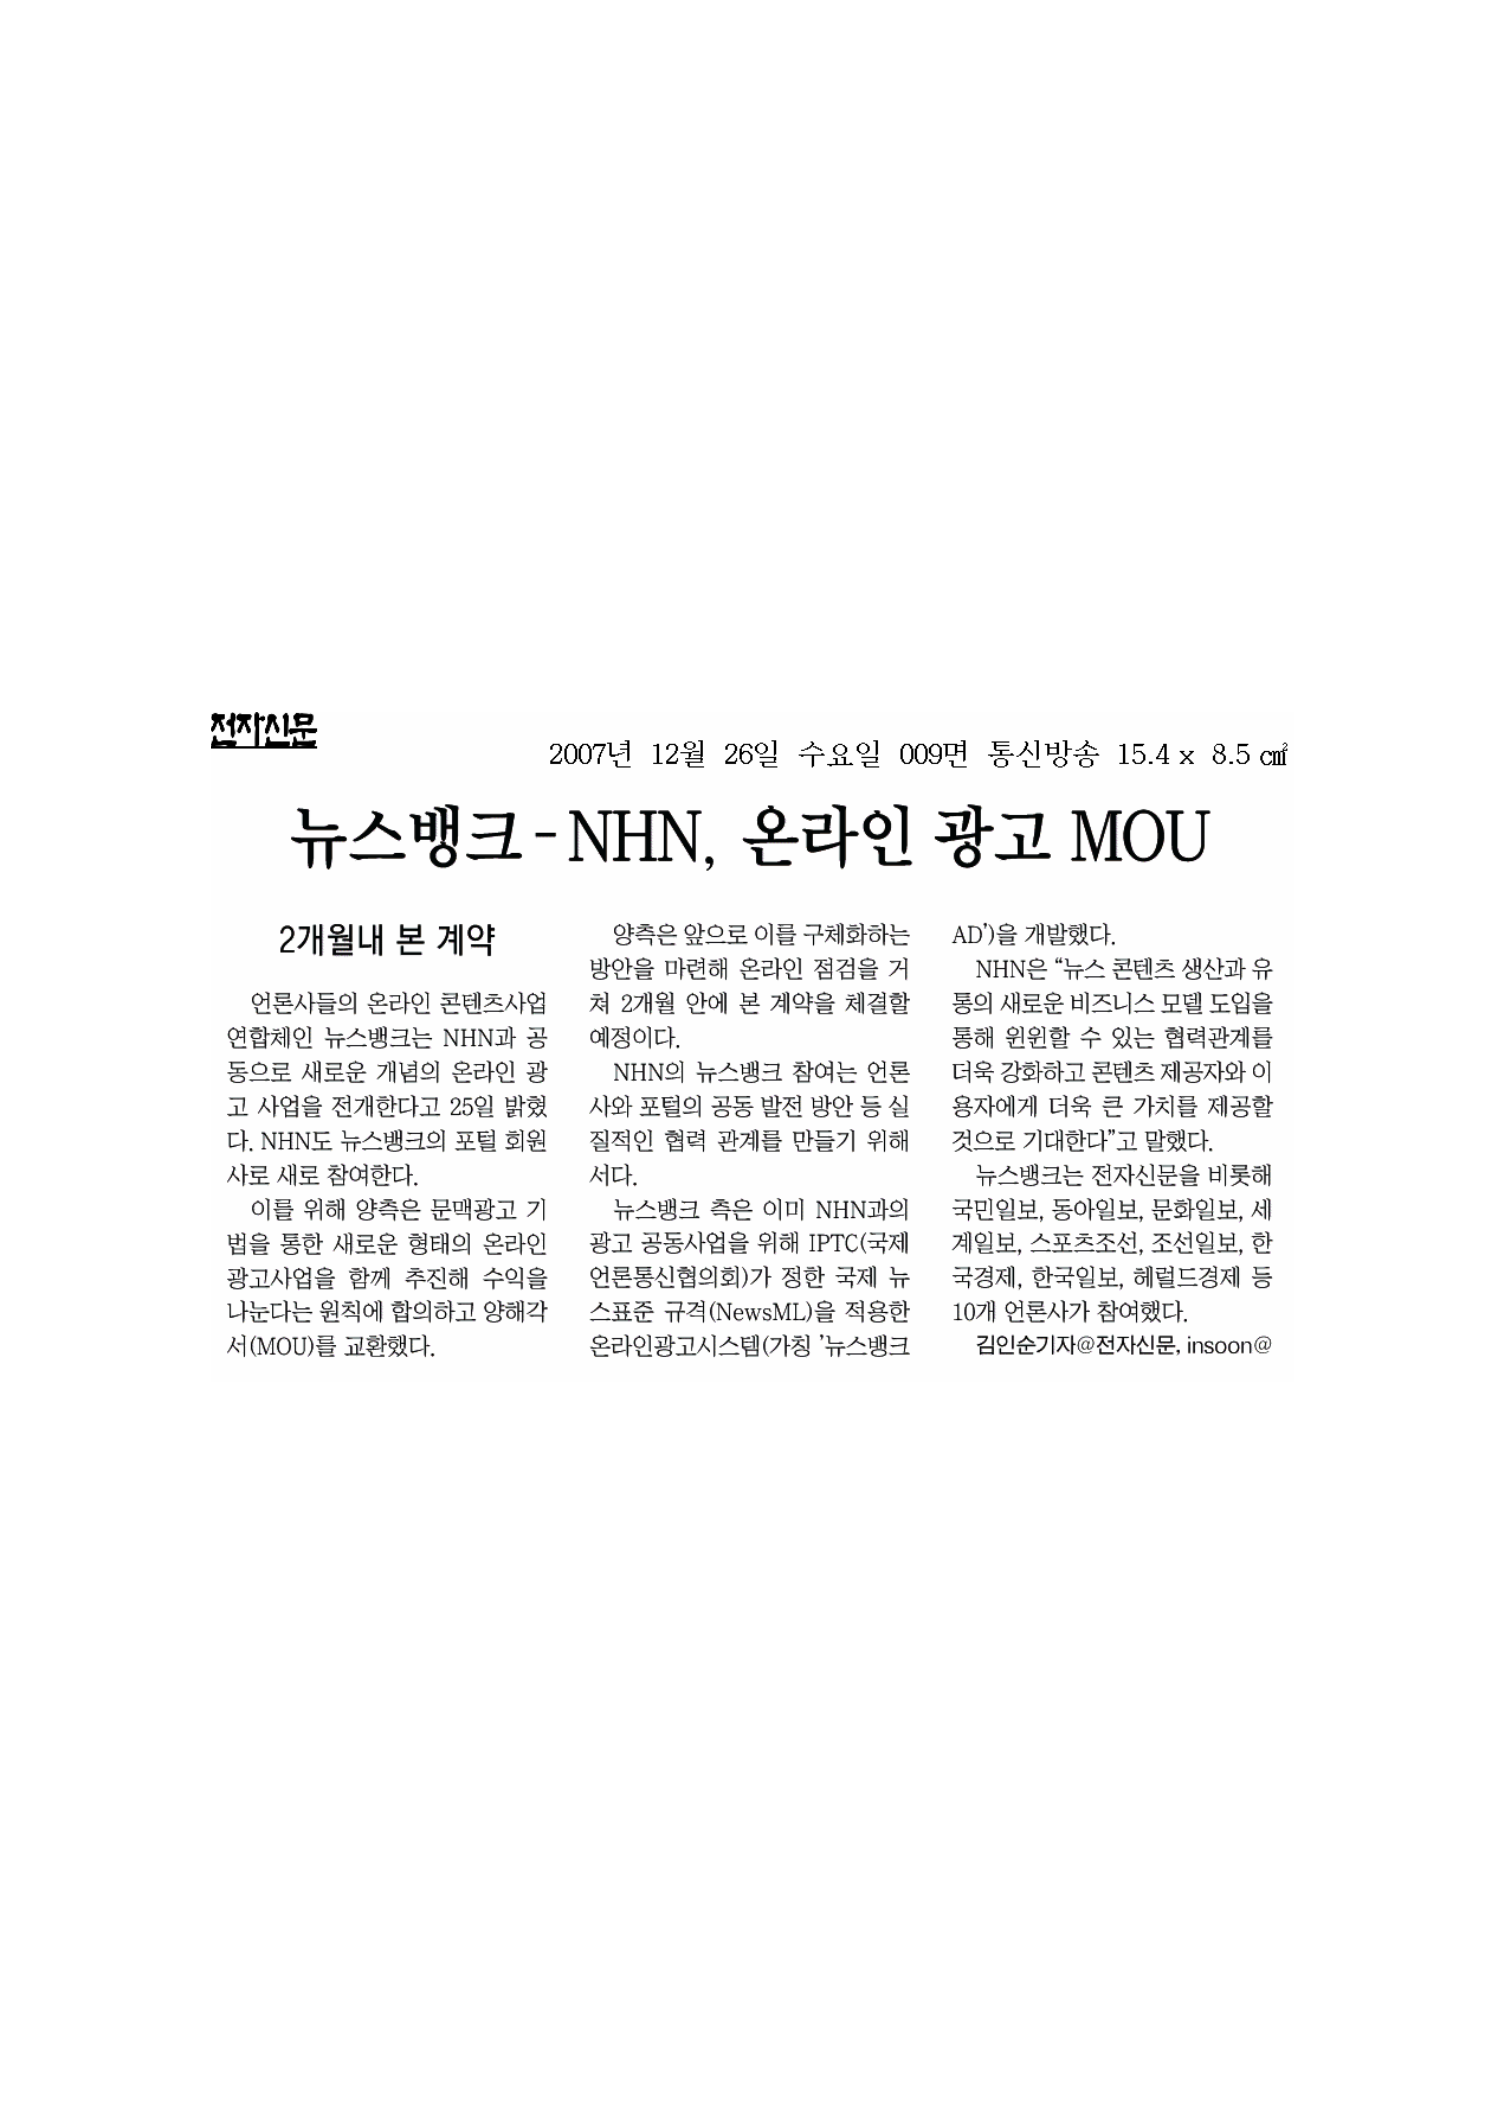 전자신문
2007년 12월 26일 수요일 009면 통신방송 15.4 x 8.5 ㎠
뉴스뱅크-NHN, 온라인 광고 MOU
2개월내 본 계약
언론사들의 온라인 콘텐츠사업
연합체인 뉴스뱅크는 NHN과 공
동으로 새로운 개념의 온라인 광
고 사업을 전개한다고 25일 밝혔
다. NHN도 뉴스뱅크의 포털 회원
사로 새로 참여한다.
이를 위해 양측은 문맥광고 기
법을 통한 새로운 형태의 온라인
광고사업을 함께 추진해 수익을
나눈다는 원칙에 합의하고 양해각
서(MOU)를 교환했다.
양측은 앞으로 이를 구체화하는
방안을 마련해 온라인 점검을 거
쳐 2개월 안에 본 계약을 체결할
예정이다.
NHN의 뉴스뱅크 참여는 언론
사와 포털의 공동 발전 방안 등 실
질적인 협력 관계를 만들기 위해
서다.
뉴스뱅크 측은 이미 NHN과의
광고 공동사업을 위해 IPTC(국제
언론통신협의회)가 정한 국제 뉴
스표준 규격(NewsML)을 적용한
온라인광고시스템(가칭 ’뉴스뱅크
AD’)을 개발했다.
NHN은 “뉴스 콘텐츠 생산과 유
통의 새로운 비즈니스 모델 도입을
통해 윈윈할 수 있는 협력관계를
더욱 강화하고 콘텐츠 제공자와 이
용자에게 더욱 큰 가치를 제공할
것으로 기대한다”고 말했다.
뉴스뱅크는 전자신문을 비롯해
국민일보, 동아일보, 문화일보, 세
계일보, 스포츠조선, 조선일보, 한
국경제, 한국일보, 헤럴드경제 등
10개 언론사가 참여했다.
김인순기자@전자신문, insoon@